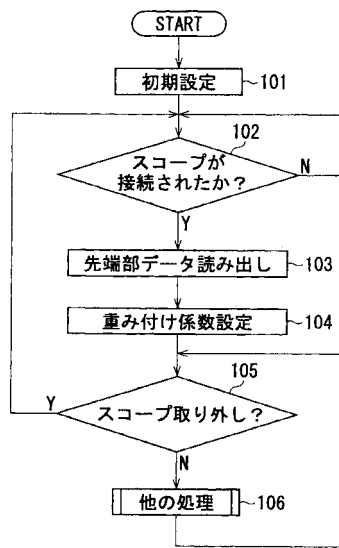 START
初期設定
101
102
スコープが
接続されたか?
N
Y
先端部データ読み出し
103
重み付け係数設定
104
105
Y
スコープ取り外し?
N
他の処理
106